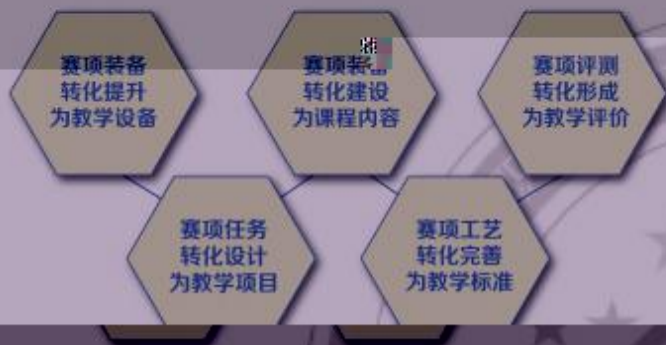 赛项装备
转化提升
为教学设备
赛项装
转化建设
为课程内容
赛项评测
转化形成
为教学评价
赛项任务
转化设计
为教学项目
赛项工艺
转化完善
为教学标准